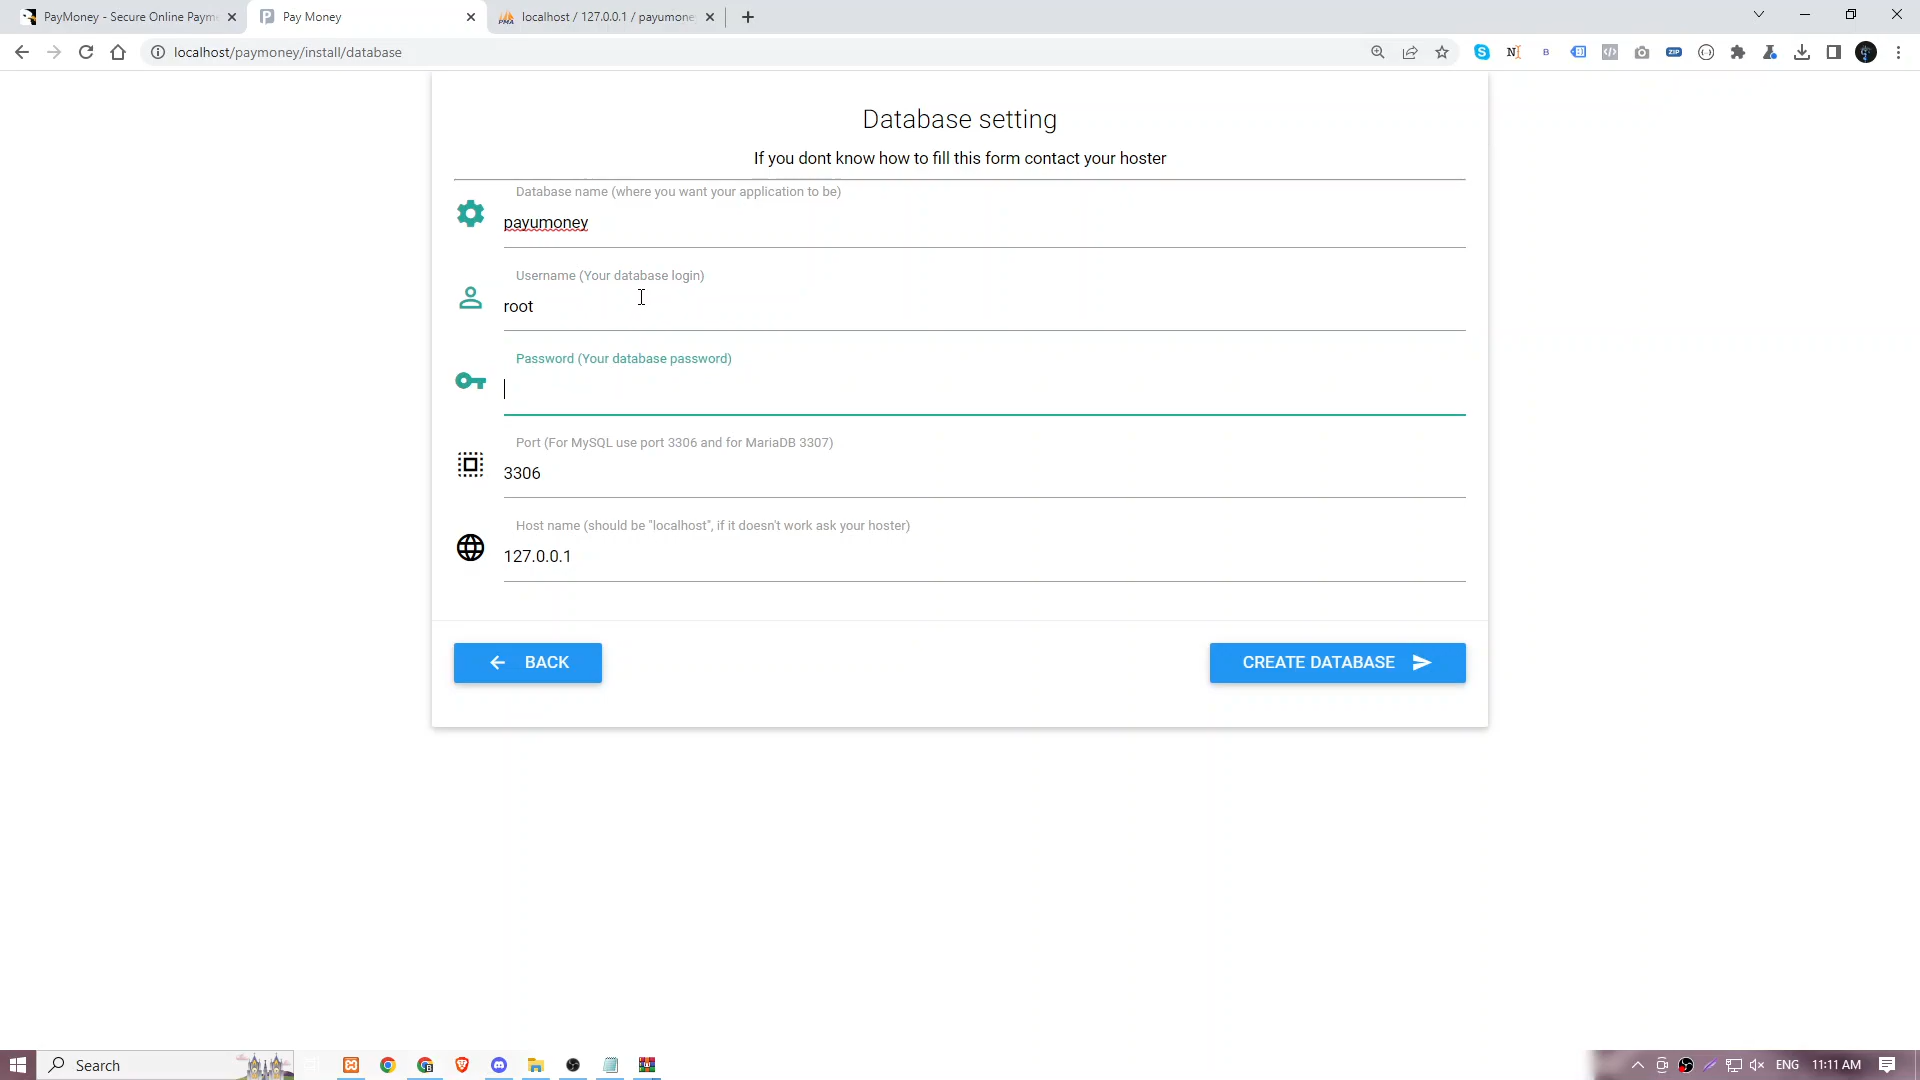 PayMoney - Secure Online Payme
Pay Money
localhost / 127.0.0.1 / payumone
localhost/paymoney/install/database
Database setting
If you dont know how to fill this form contact your hoster
Database name (where you want your application to be)
payumoney
Username (Your database login)
root
Password (Your database password)
Port (For MySQL use port 3306 and for MariaDB 3307)
3306
Host name (should be "localhost", if it doesn't work ask your hoster)
127.0.0.1
BACK
CREATE DATABASE
Search
ENG
11:11 AM